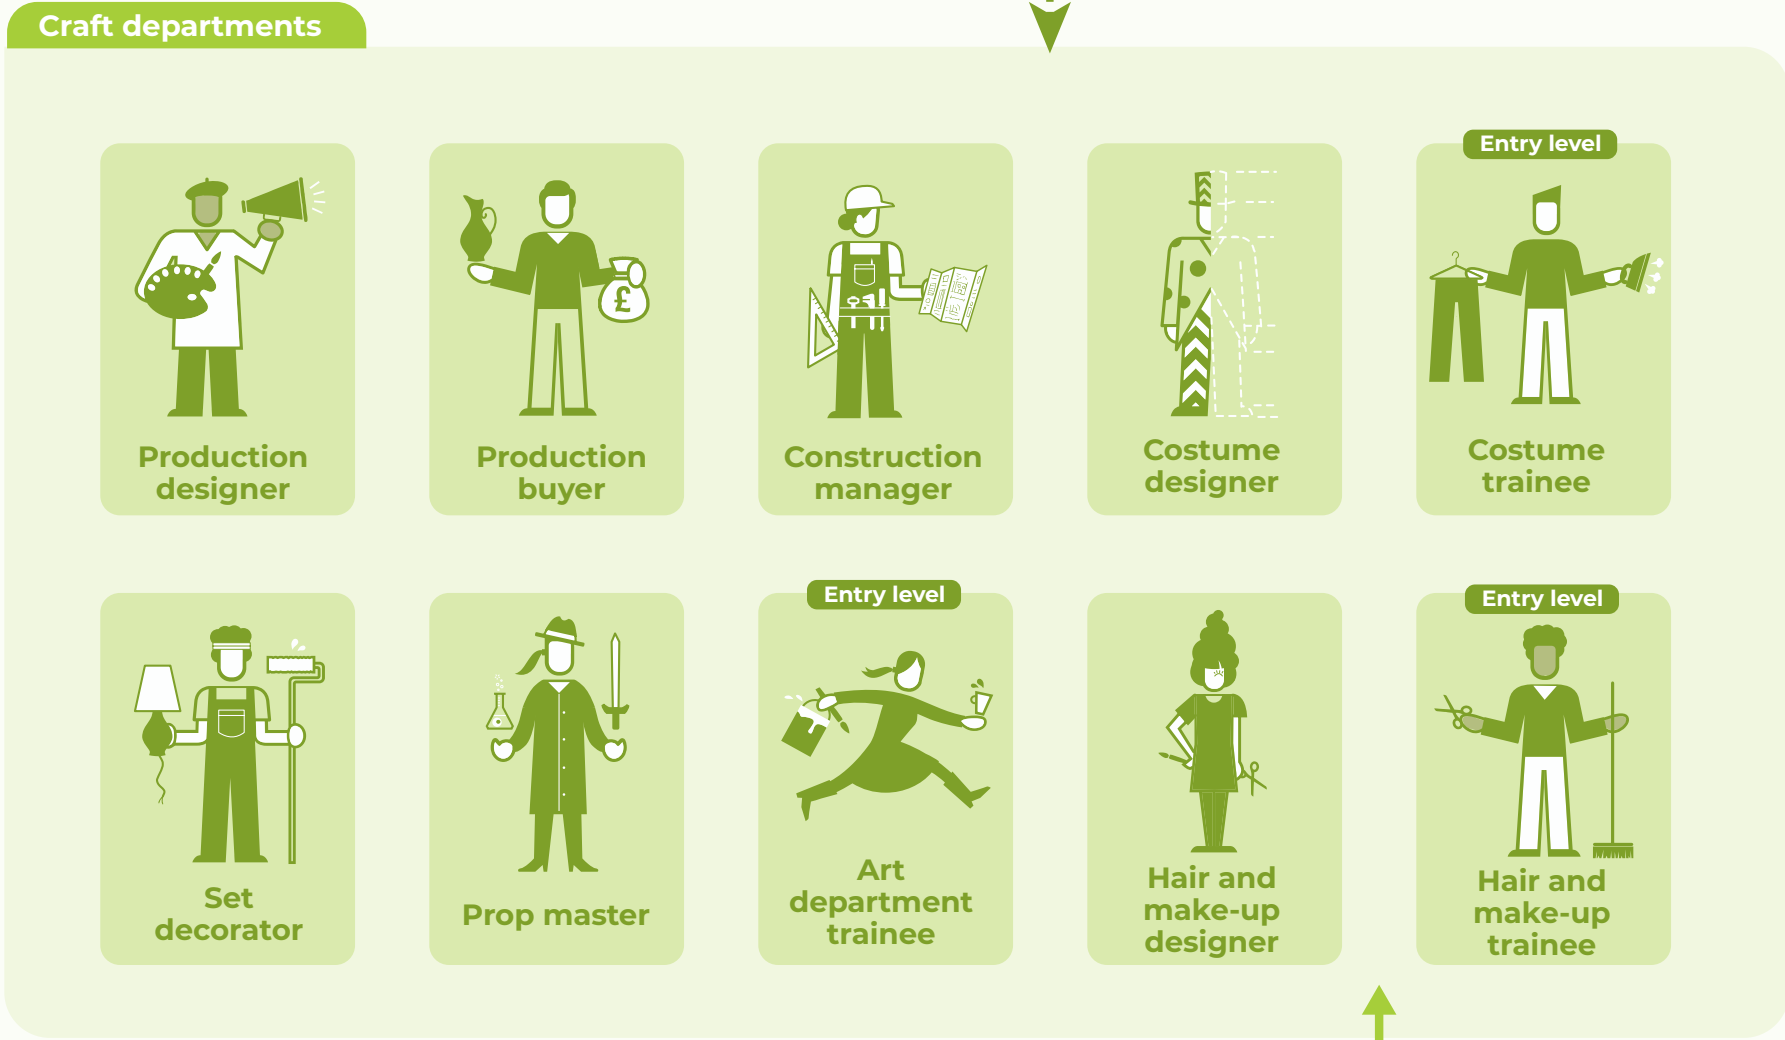 Craft departments
Production
designer
Production
buyer
£
Construction
manager
Costume
designer
Entry level
Costume
trainee
Set
decorator
Prop master
Entry level
Art
department
trainee
Hair and
make-up
designer
Entry level
Hair and
make-up
trainee